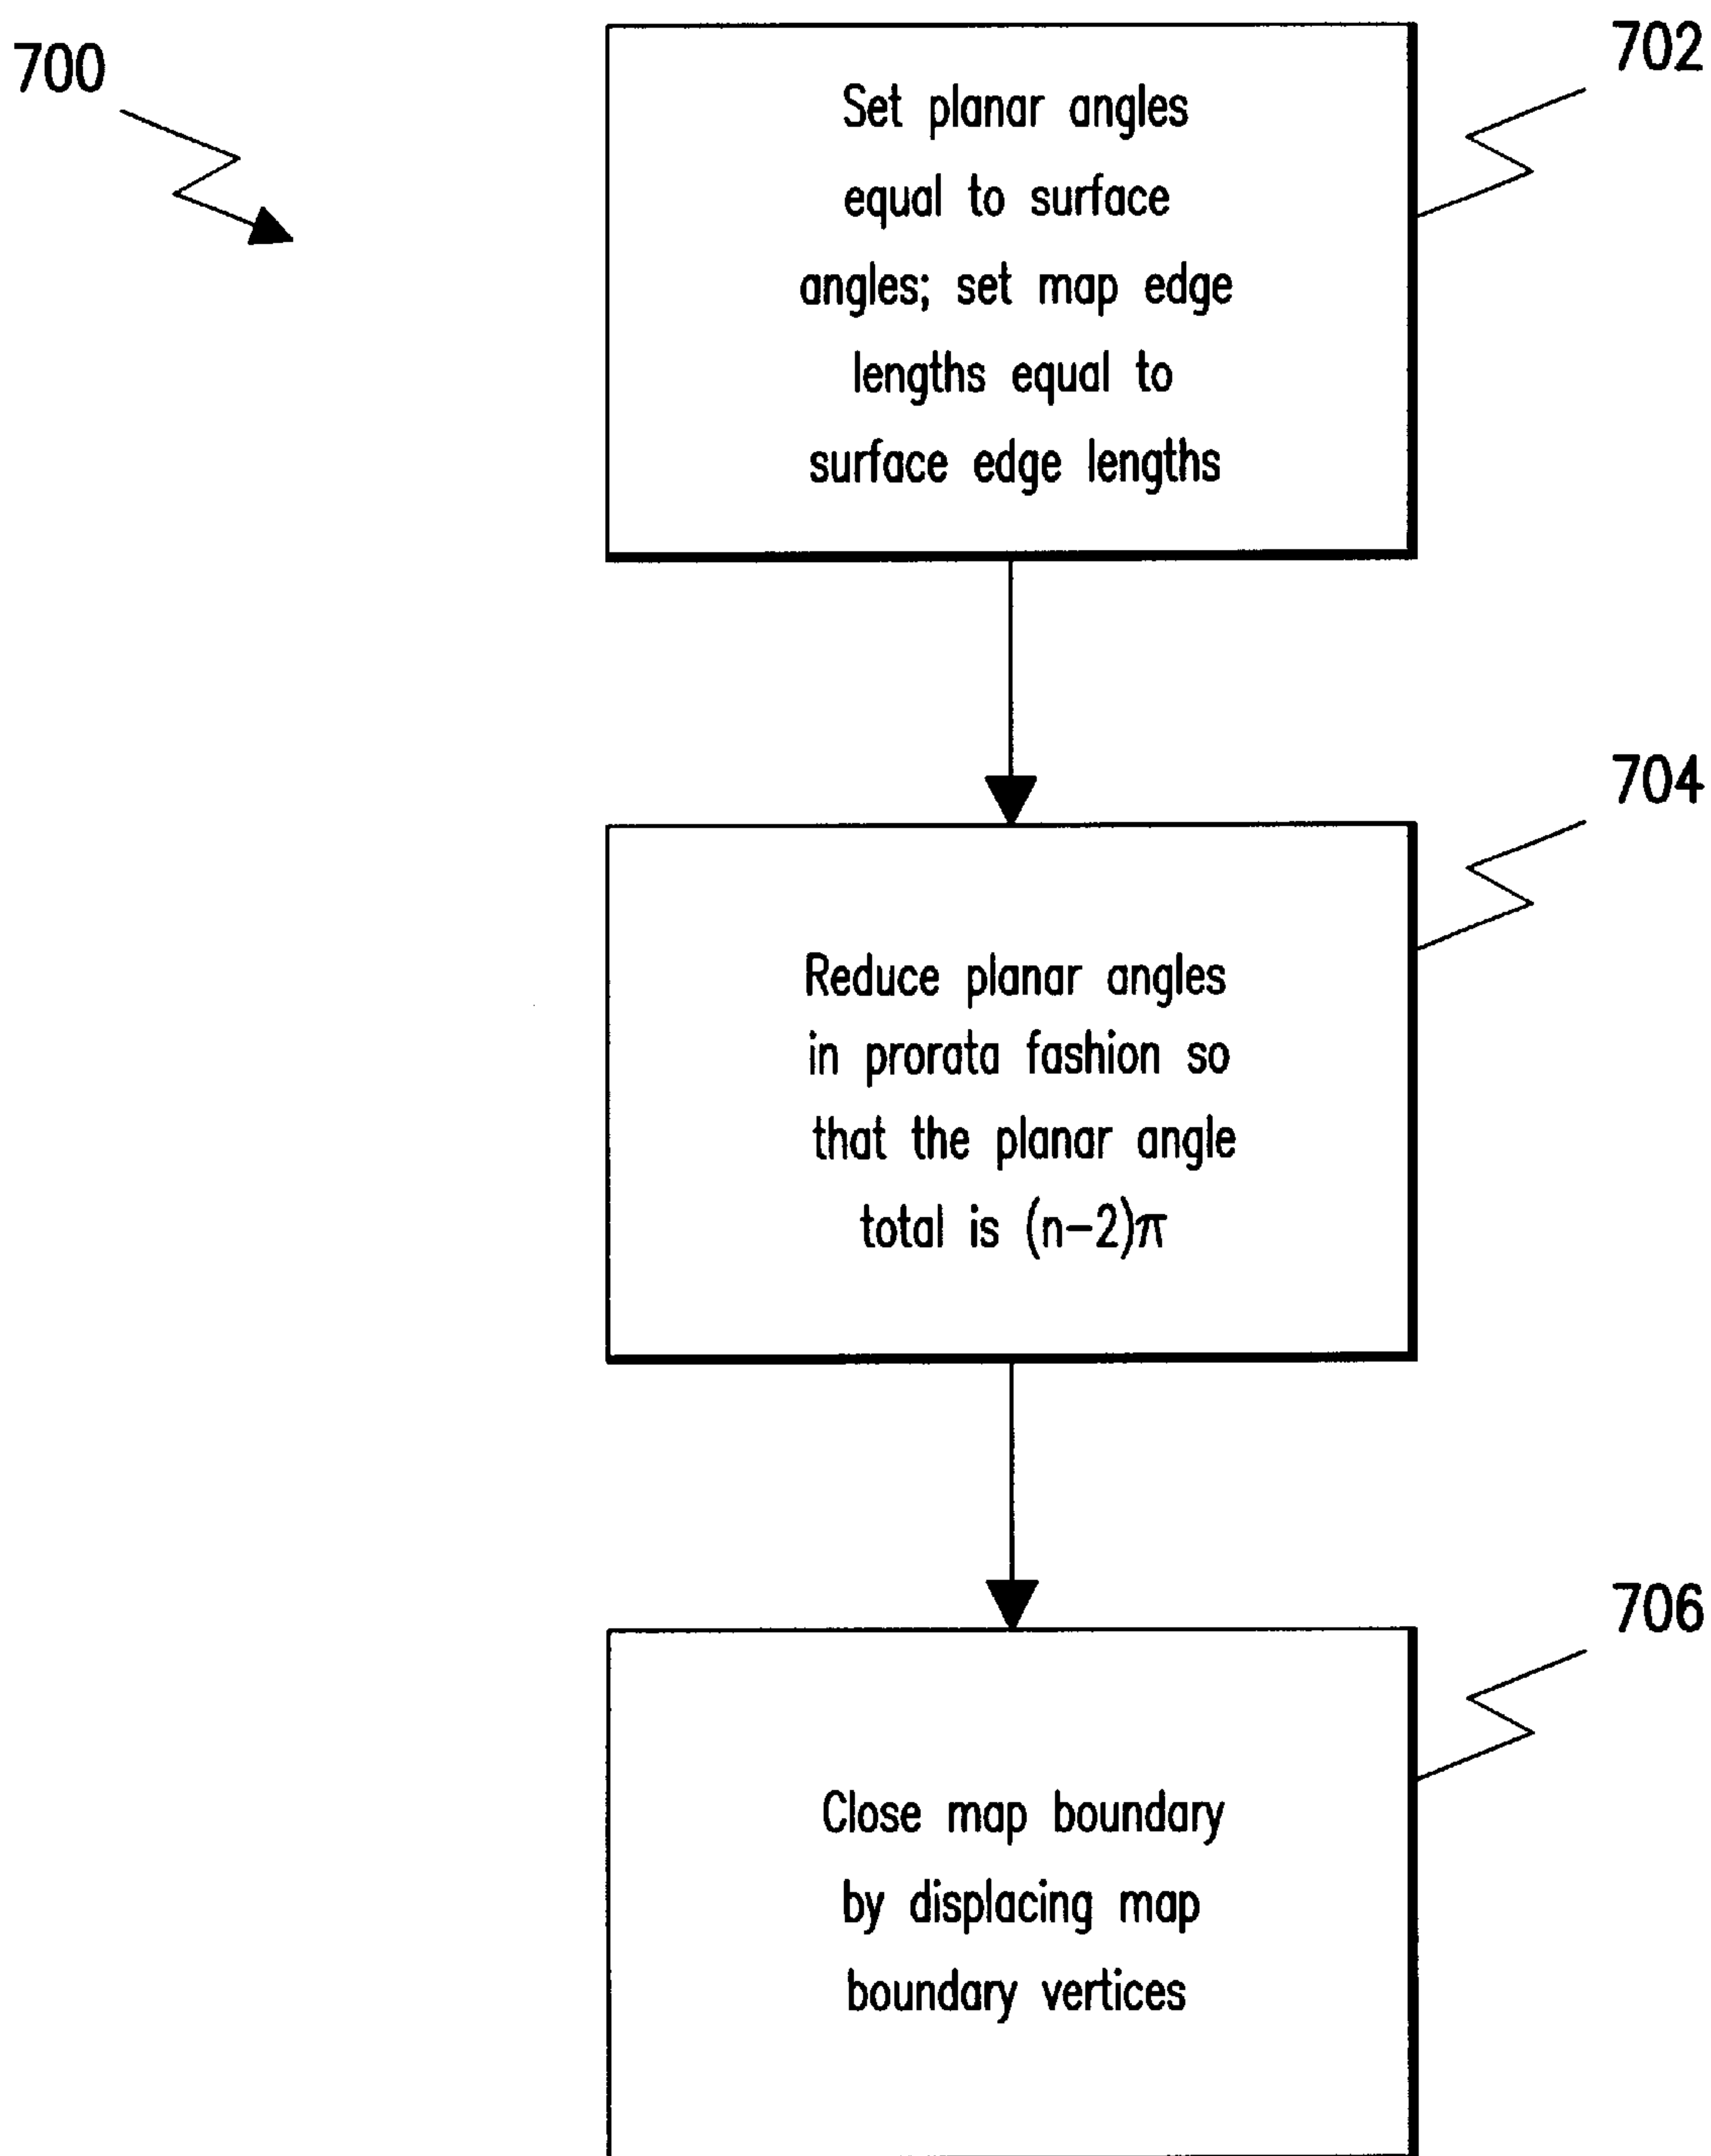 700
702
Set planar angles
equal to surface
angles; set map edge
lengths equal to
surface edge lengths
704
Reduce planar angles
in prorata fashion so
that the planar angle
total is (n-2)π
706
Close map boundary
by displacing map
boundary vertices